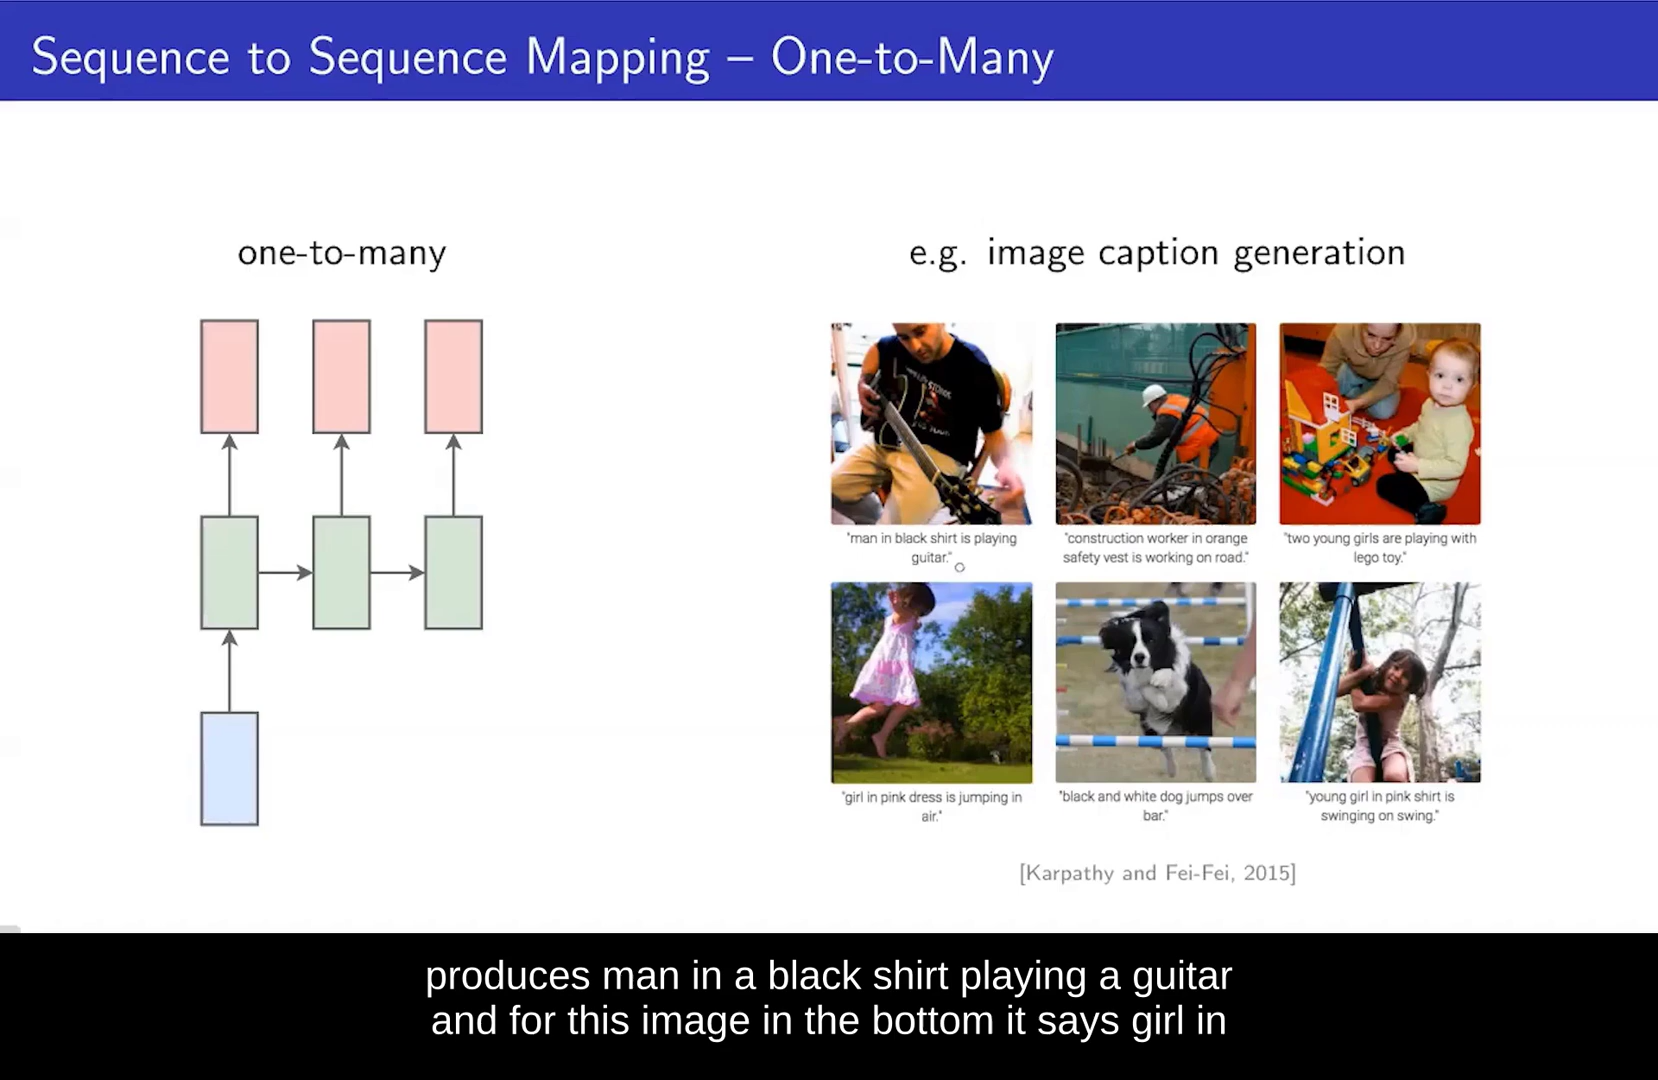 Sequence to Sequence Mapping – One-to-Many
one-to-many
e.g. image caption generation
"man in black shirt is playing
guitar."
"construction worker in orange
safety vest is working on road."
"two young girls are playing with
lego toy."
"girl in pink dress is jumping in
air."
"black and white dog jumps over
bar."
"young girl in pink shirt is
swinging on swing."
[Karpathy and Fei-Fei, 2015]
produces man in a black shirt playing a guitar
and for this image in the bottom it says girl in